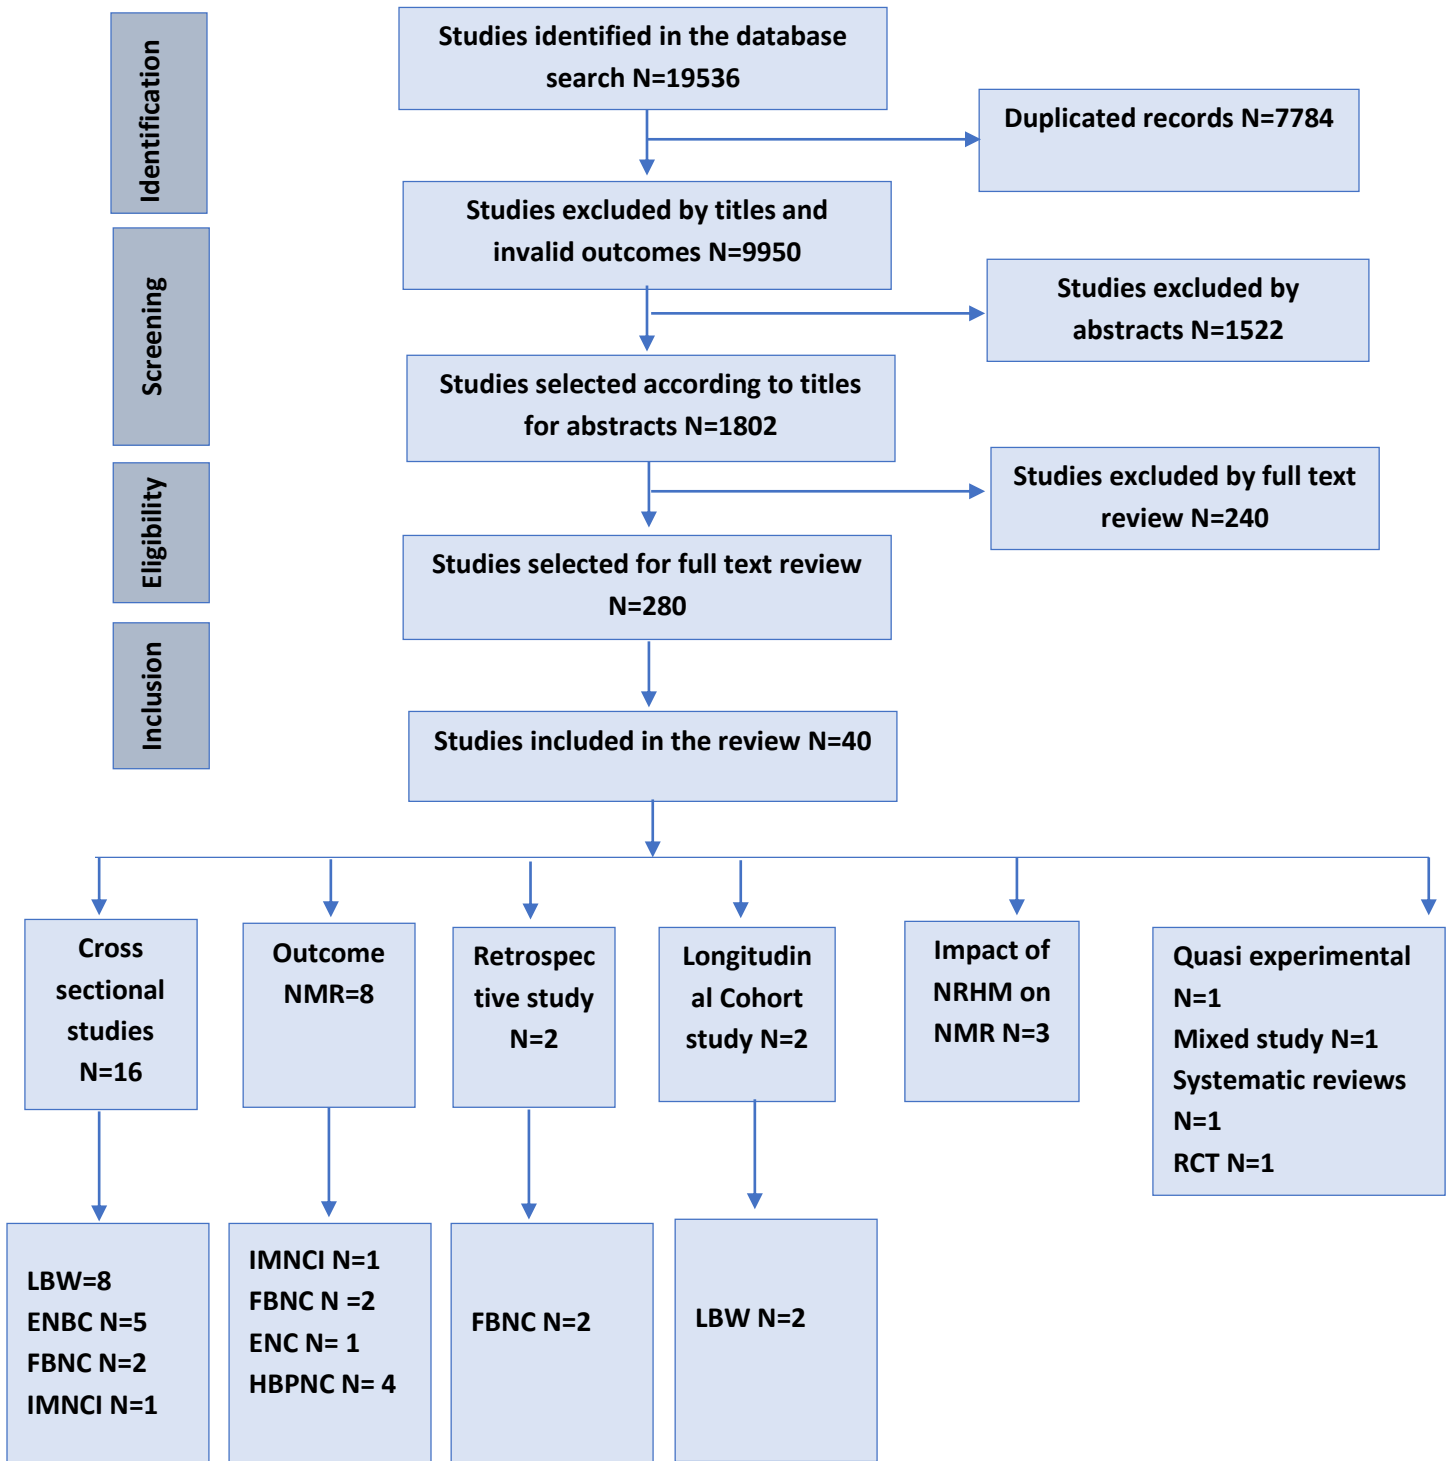 Identification
Studies identified in the database
search N=19536
Duplicated records N=7784
Studies excluded by titles and
invalid outcomes N=9950
Screening
Studies excluded by
abstracts N=1522
Studies selected according to titles
for abstracts N=1802
Eligibility
Studies excluded by full text
review N=240
Studies selected for full text review
N=280
Inclusion
Studies included in the review N=40
Cross
sectional
studies
N=16
Outcome
NMR=8
Retrospec
tive study
N=2
Longitudin
al Cohort
study N=2
Impact of
NRHM on
NMR N=3
Quasi experimental
N=1
Mixed study N=1
Systematic reviews
N=1
RCT N=1
LBW=8
ENBC N=5
FBNC N=2
IMNCI N=1
IMNCI N=1
FBNC N =2
ENC N= 1
HBPNC N= 4
FBNC N=2
LBW N=2